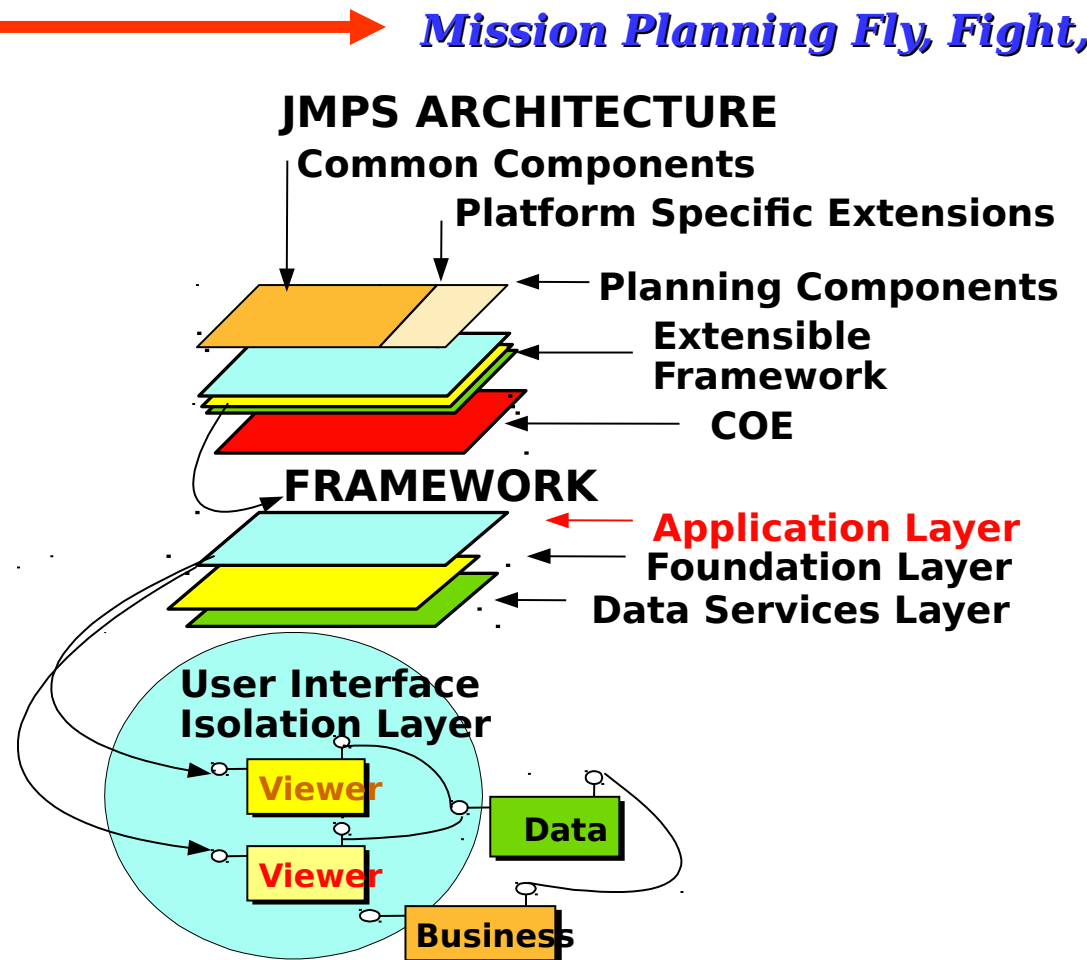 Mission Planning Fly, Fight,
JMPS ARCHITECTURE
Common Components
Platform Specific Extensions
Planning Components
Extensible
Framework
COE
FRAMEWORK
Application Layer
Foundation Layer
Data Services Layer
User Interface
Isolation Layer
Viewer
Data
Viewer
Business